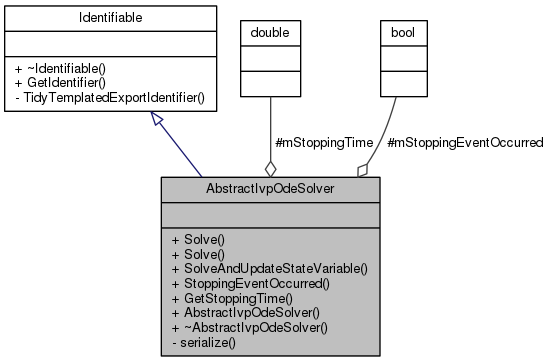 Identifiable
+ ~Identifiable()
+ GetIdentifier()
- TidyTemplatedExportIdentifier()
double
bool
#mStoppingTime
#mStoppingEventOccurred
AbstractIvpOdeSolver
+ Solve()
+ Solve()
+ SolveAndUpdateStateVariable()
+ StoppingEventOccurred()
+ GetStoppingTime()
+ AbstractIvpOdeSolver()
+ ~AbstractIvpOdeSolver()
- serialize()